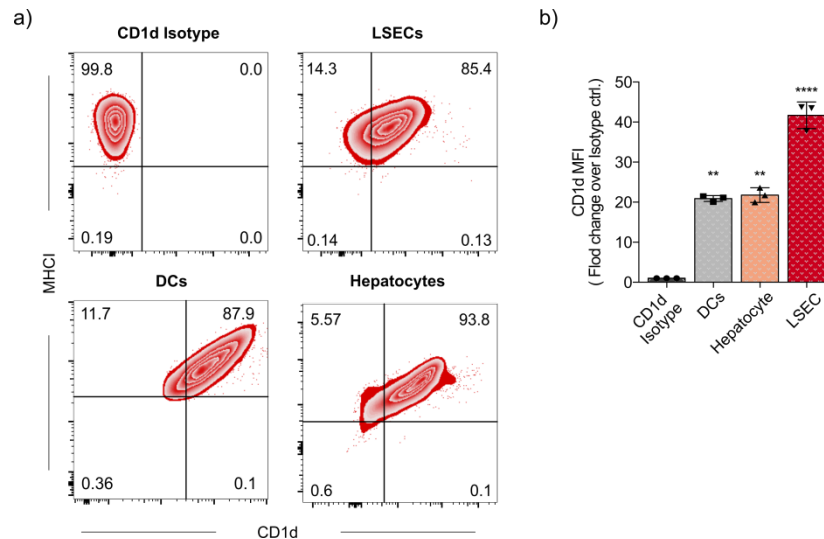 a)
CD1d Isotype
99.8 0.0
0.19 0.0
LSECs
14.3 85.4
0.14 0.13
DCs
11.7 87.9
0.36 0.1
Hepatocytes
5.57 93.8
0.6 0.1
MHCI
CD1d
b)
CD1d MFI
( Flod change over Isotype ctrl.)
50
40
30
20
10
0
** ** ****
CD1d
Isotype
DCs
Hepatocyte
LSEC